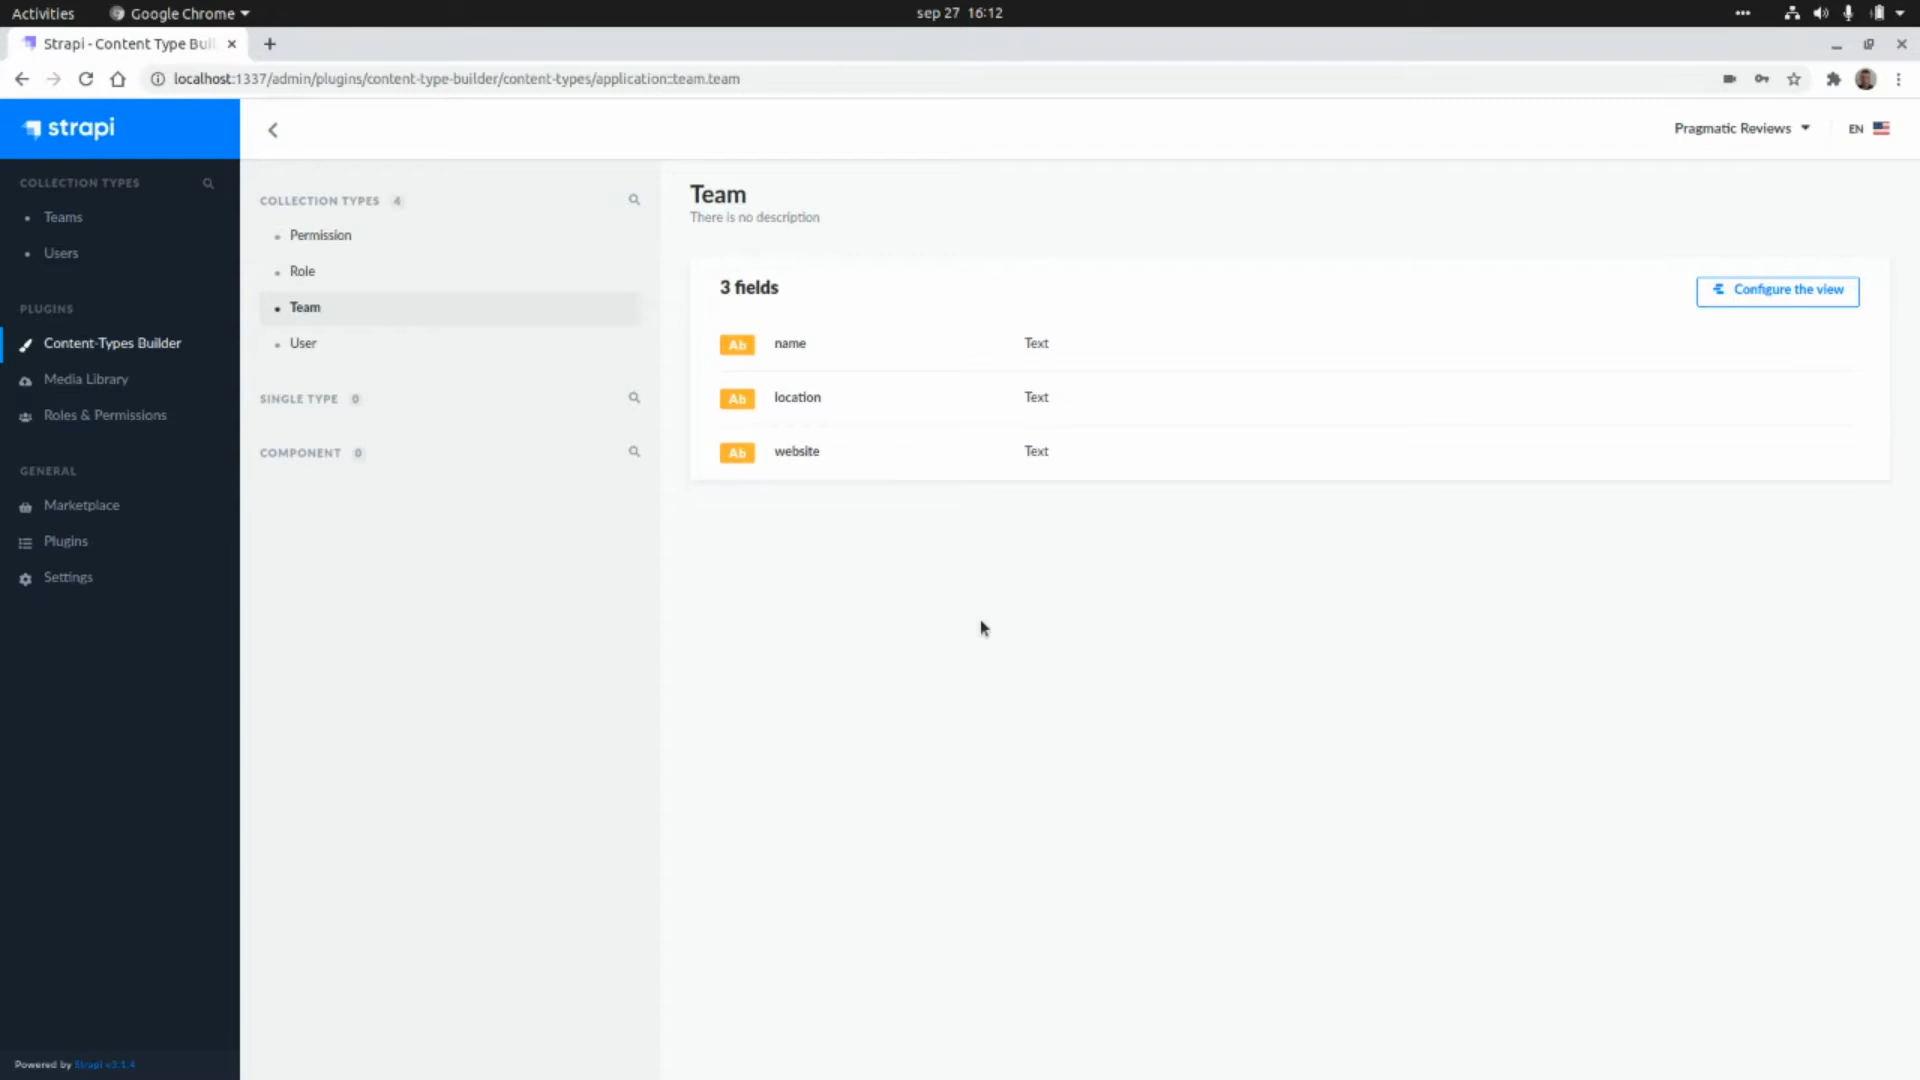 Activities
Google Chrome
sep 27 16:12
Strapi - Content Type Buil
localhost:1337/admin/plugins/content-type-builder/content-types/application::team.team
strapi
Pragmatic Reviews
EN
COLLECTION TYPES
Teams
Users
PLUGINS
Content-Types Builder
Media Library
Roles & Permissions
GENERAL
Marketplace
Plugins
Settings
Powered by Strapi v3.1.4
COLLECTION TYPES 4
Permission
Role
Team
User
SINGLE TYPE 0
COMPONENT 0
Team
There is no description
3 fields
Configure the view
Ab name Text
Ab location Text
Ab website Text